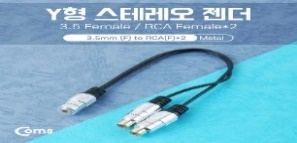 Y형 스테레오 젠더
3.5 Female / RCA Female*2
3.5mm (F) to RCA(F)*2 Metal
Coms